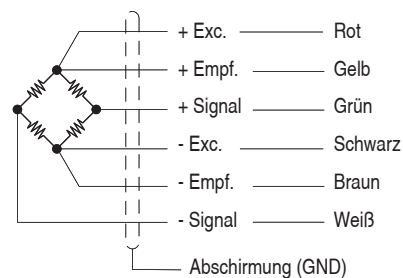 + Exc. Rot
+ Empf. Gelb
+ Signal Grün
- Exc. Schwarz
- Empf. Braun
- Signal Weiß
Abschirmung (GND)